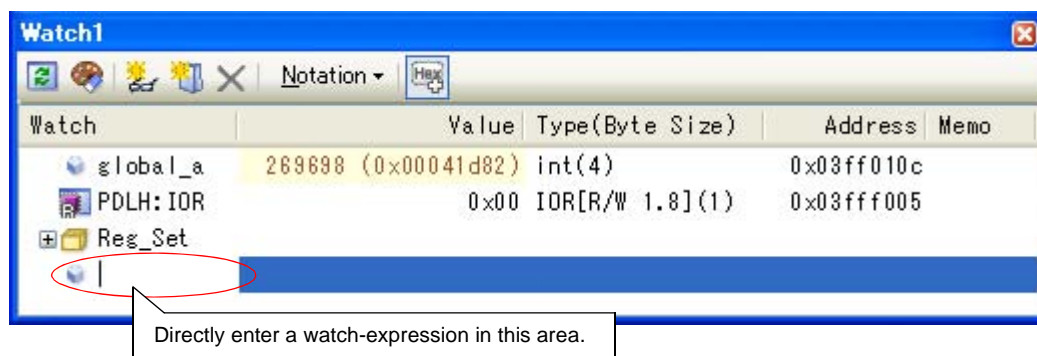 Watch1
Notation Hex
Watch Value Type(Byte Size) Address Memo
global_a 269698 (0x00041d82) int(4) 0x03ff010c
PDLH:IOR 0x00 IOR[R/W 1.8](1) 0x03fff005
Reg_Set
Directly enter a watch-expression in this area.